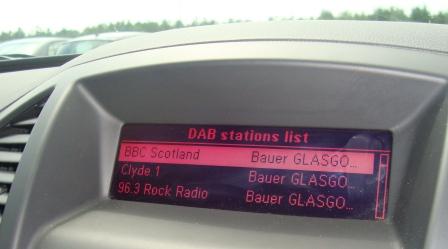 DAB stations list
BBC Scotland Bauer GLASGO...
Clyde 1 Bauer GLASGO...
96.3 Rock Radio Bauer GLASGO...